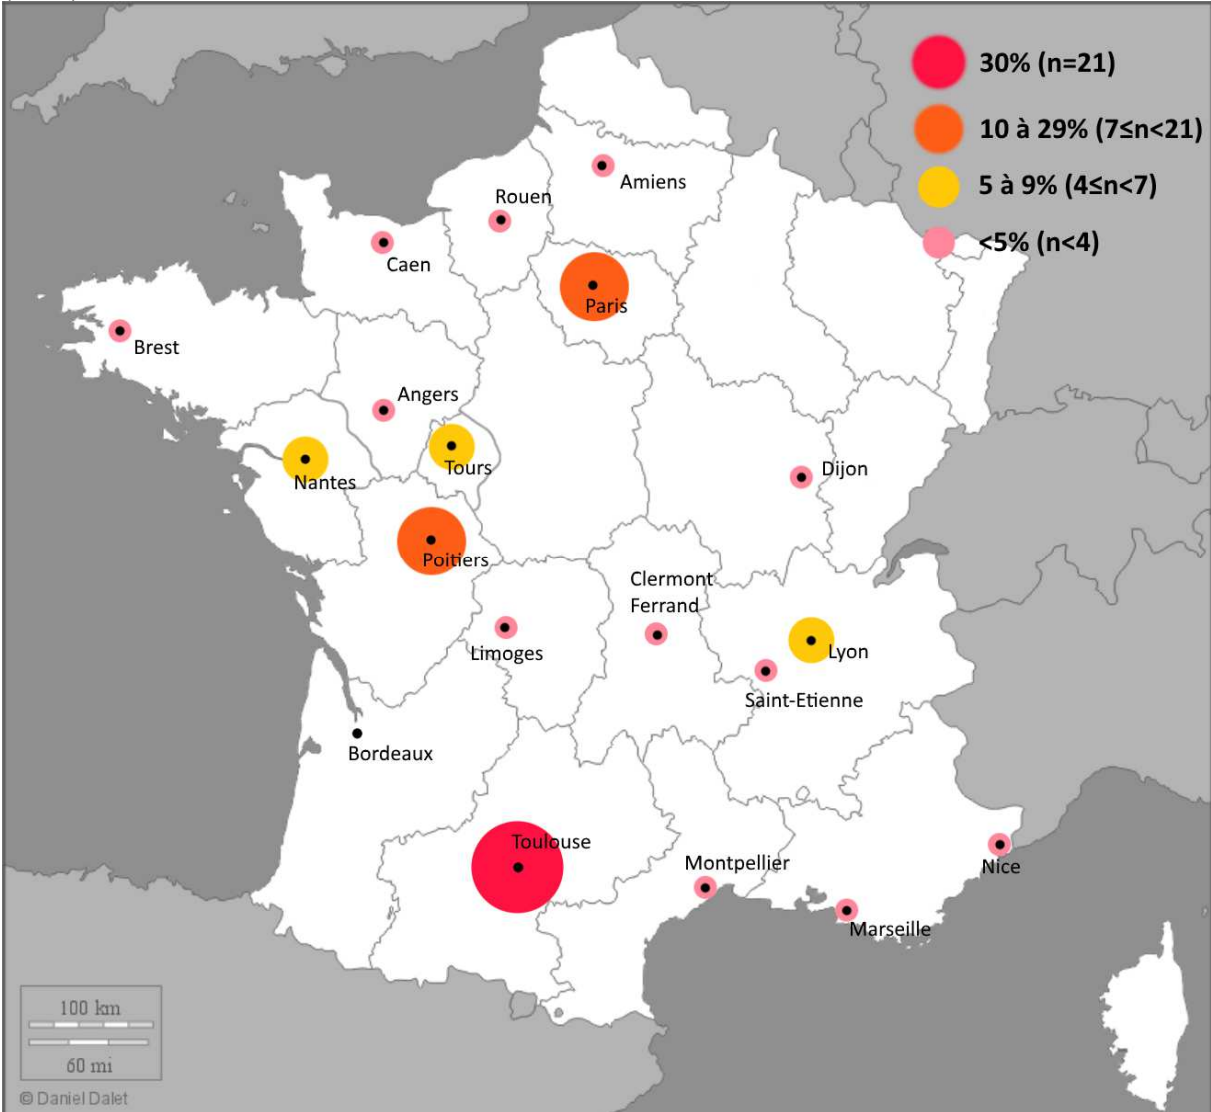 30% (n=21)
10 à 29% (7≤n<21)
5 à 9% (4≤n<7)
<5% (n<4)
Amiens
Rouen
Caen
Paris
Brest
Angers
Tours
Nantes
Dijon
Poitiers
Clermont
Ferrand
Limoges
Lyon
Saint-Etienne
Bordeaux
Toulouse
Montpellier
Nice
Marseille
100 km
60 mi
© Daniel Dalet